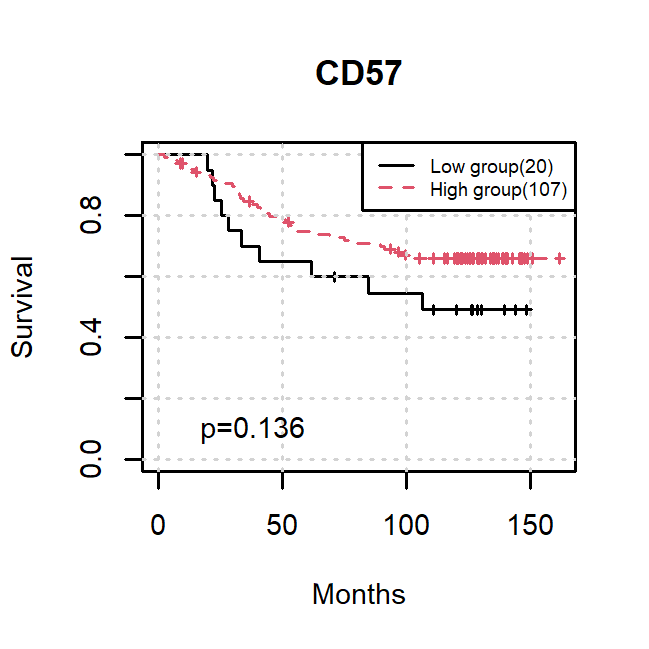 CD57
Low group(20)
High group(107)
Survival
0.8
0.4
0.0
p=0.136
0 50 100 150
Months